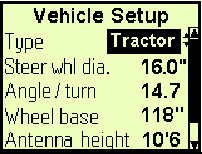 Vehicle Setup
Type Tractor
Steer whl dia. 16.0"
Angle / turn 14.7
Wheel base 118"
Antenna height 10'6